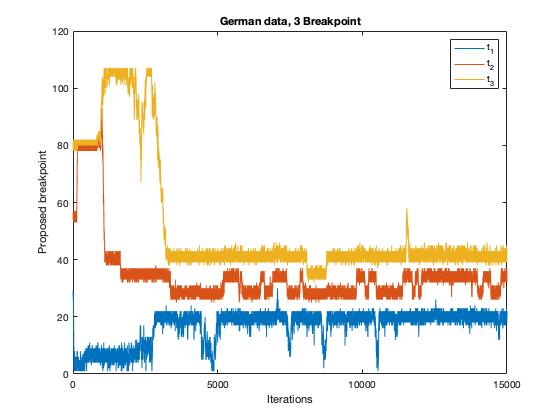 German data, 3 Breakpoint
120
100
80
60
40
20
0
Proposed breakpoint
t1
t2
t3
0 5000 10000 15000
Iterations